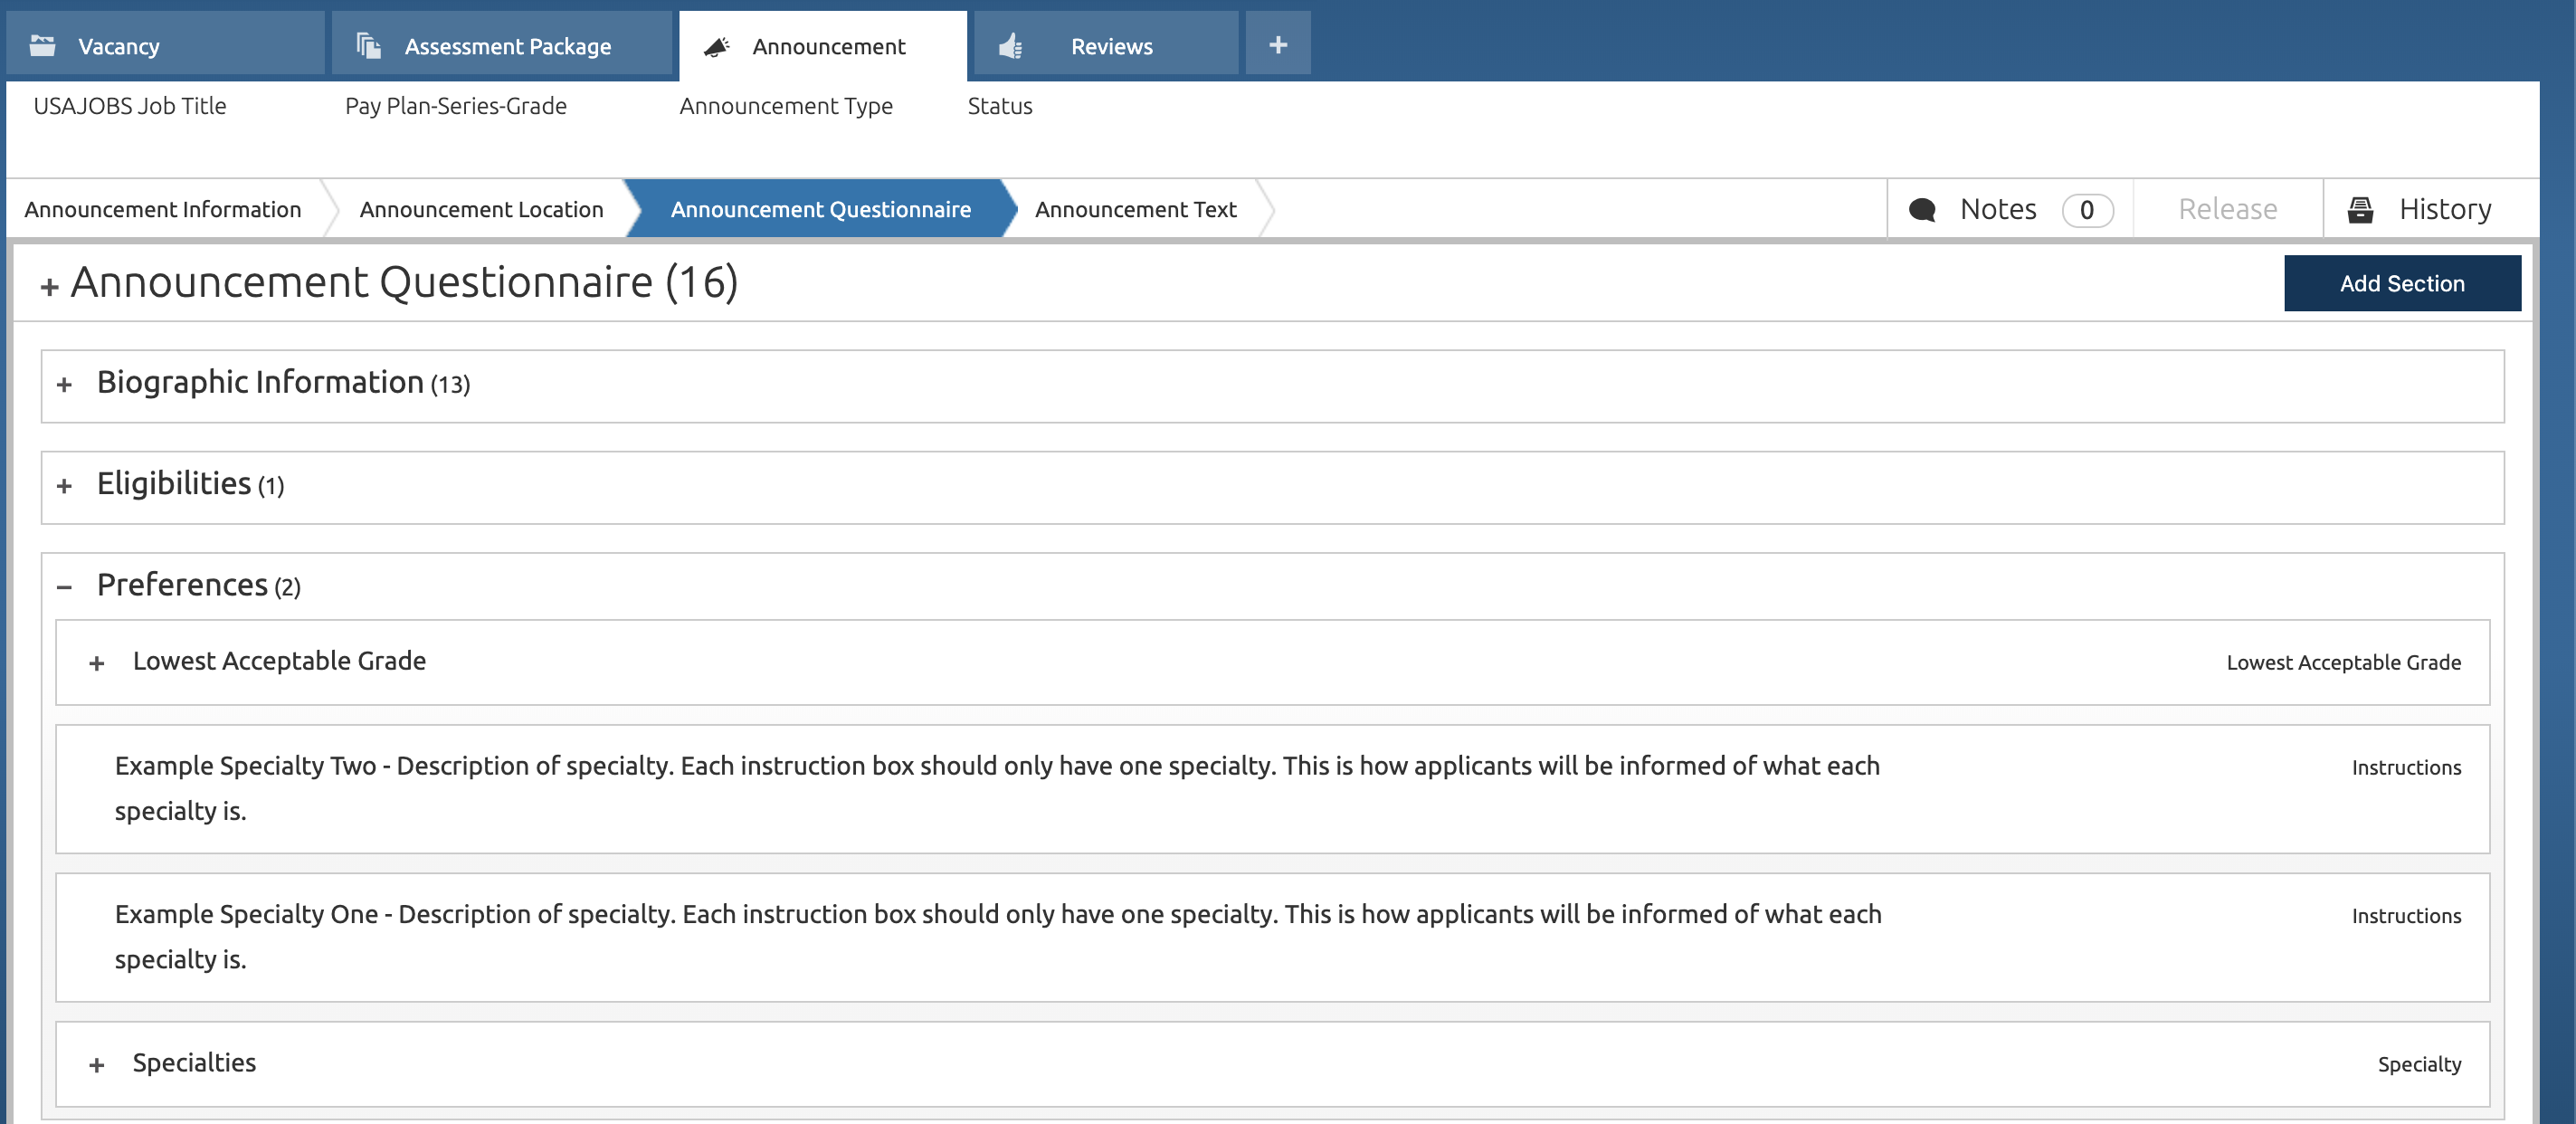 Vacancy
Assessment Package
Announcement
Reviews
+
USAJOBS Job Title
Pay Plan-Series-Grade
Announcement Type
Status
Announcement Information
Announcement Location
Announcement Questionnaire
Announcement Text
Notes 0
Release
History
+ Announcement Questionnaire (16)
Add Section
+ Biographic Information (13)
+ Eligibilities (1)
– Preferences (2)
+ Lowest Acceptable Grade
Lowest Acceptable Grade
Example Specialty Two - Description of specialty. Each instruction box should only have one specialty. This is how applicants will be informed of what each
specialty is.
Instructions
Example Specialty One - Description of specialty. Each instruction box should only have one specialty. This is how applicants will be informed of what each
specialty is.
Instructions
+ Specialties
Specialty